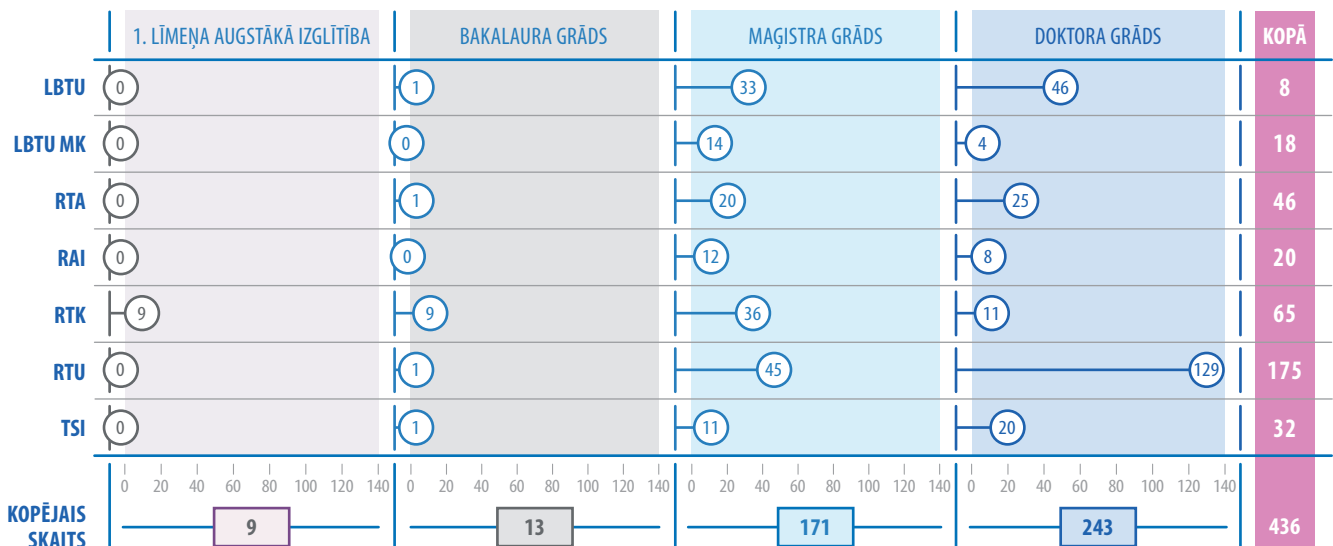 1. LĪMEŅA AUGSTĀKĀ IZGLĪTĪBA BAKALAURA GRĀDS MAĢISTRA GRĀDS DOKTORA GRĀDS KOPĀ
LBTU 0 1 33 46 8
LBTU MK 0 0 14 4 18
RTA 0 1 20 25 46
RAI 0 0 12 8 20
RTK 9 9 36 11 65
RTU 0 1 45 129 175
TSI 0 1 11 20 32
0 20 40 60 80 100 120 140 0 20 40 60 80 100 120 140 0 20 40 60 80 100 120 140 0 20 40 60 80 100 120 140
KOPĒJAIS
SKAITS 9 13 171 243 436